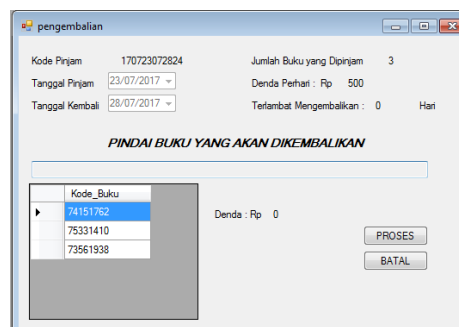 pengembalian
Kode Pinjam 170723072824 Jumlah Buku yang Dipinjam 3
Tanggal Pinjam 23/07/2017 Denda Perhari : Rp 500
Tanggal Kembali 28/07/2017 Terlambat Mengembalikan : 0 Hari
PINDAI BUKU YANG AKAN DIKEMBALIKAN
Kode_Buku
74151762
75331410
73561938
Denda : Rp 0
PROSES
BATAL